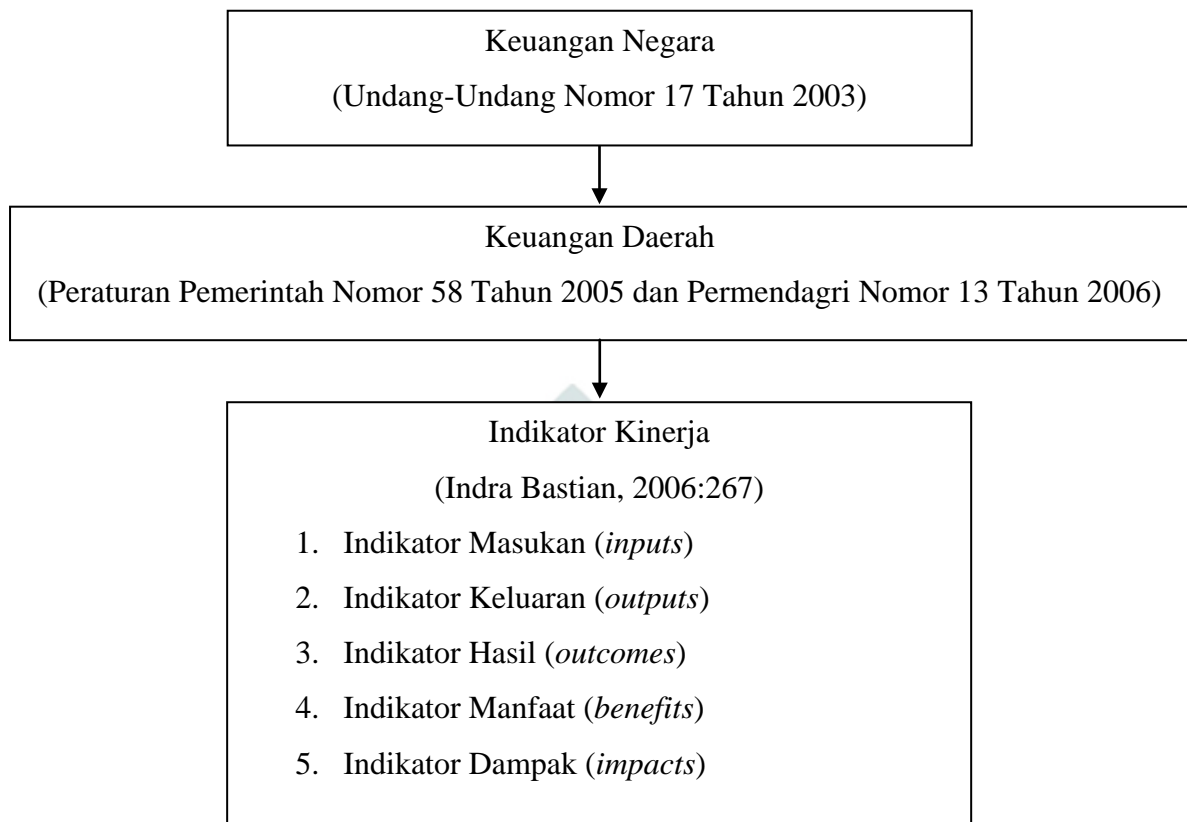 Keuangan Negara
(Undang-Undang Nomor 17 Tahun 2003)
Keuangan Daerah
(Peraturan Pemerintah Nomor 58 Tahun 2005 dan Permendagri Nomor 13 Tahun 2006)
Indikator Kinerja
(Indra Bastian, 2006:267)
1. Indikator Masukan (inputs)
2. Indikator Keluaran (outputs)
3. Indikator Hasil (outcomes)
4. Indikator Manfaat (benefits)
5. Indikator Dampak (impacts)